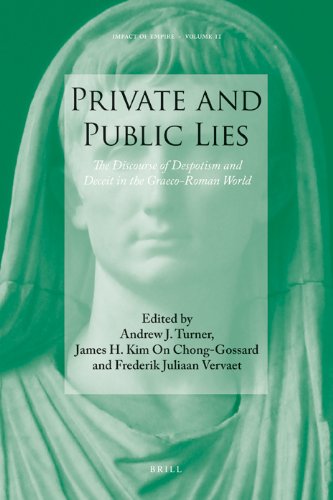 IMPACT OF EMPIRE - VOLUME 11
PRIVATE AND
PUBLIC LIES
The Discourse of Despotism and
Deceit in the Graeco-Roman World
Edited by
Andrew J. Turner,
James H. Kim On Chong-Gossard
and Frederik Juliaan Vervaet
BRILL